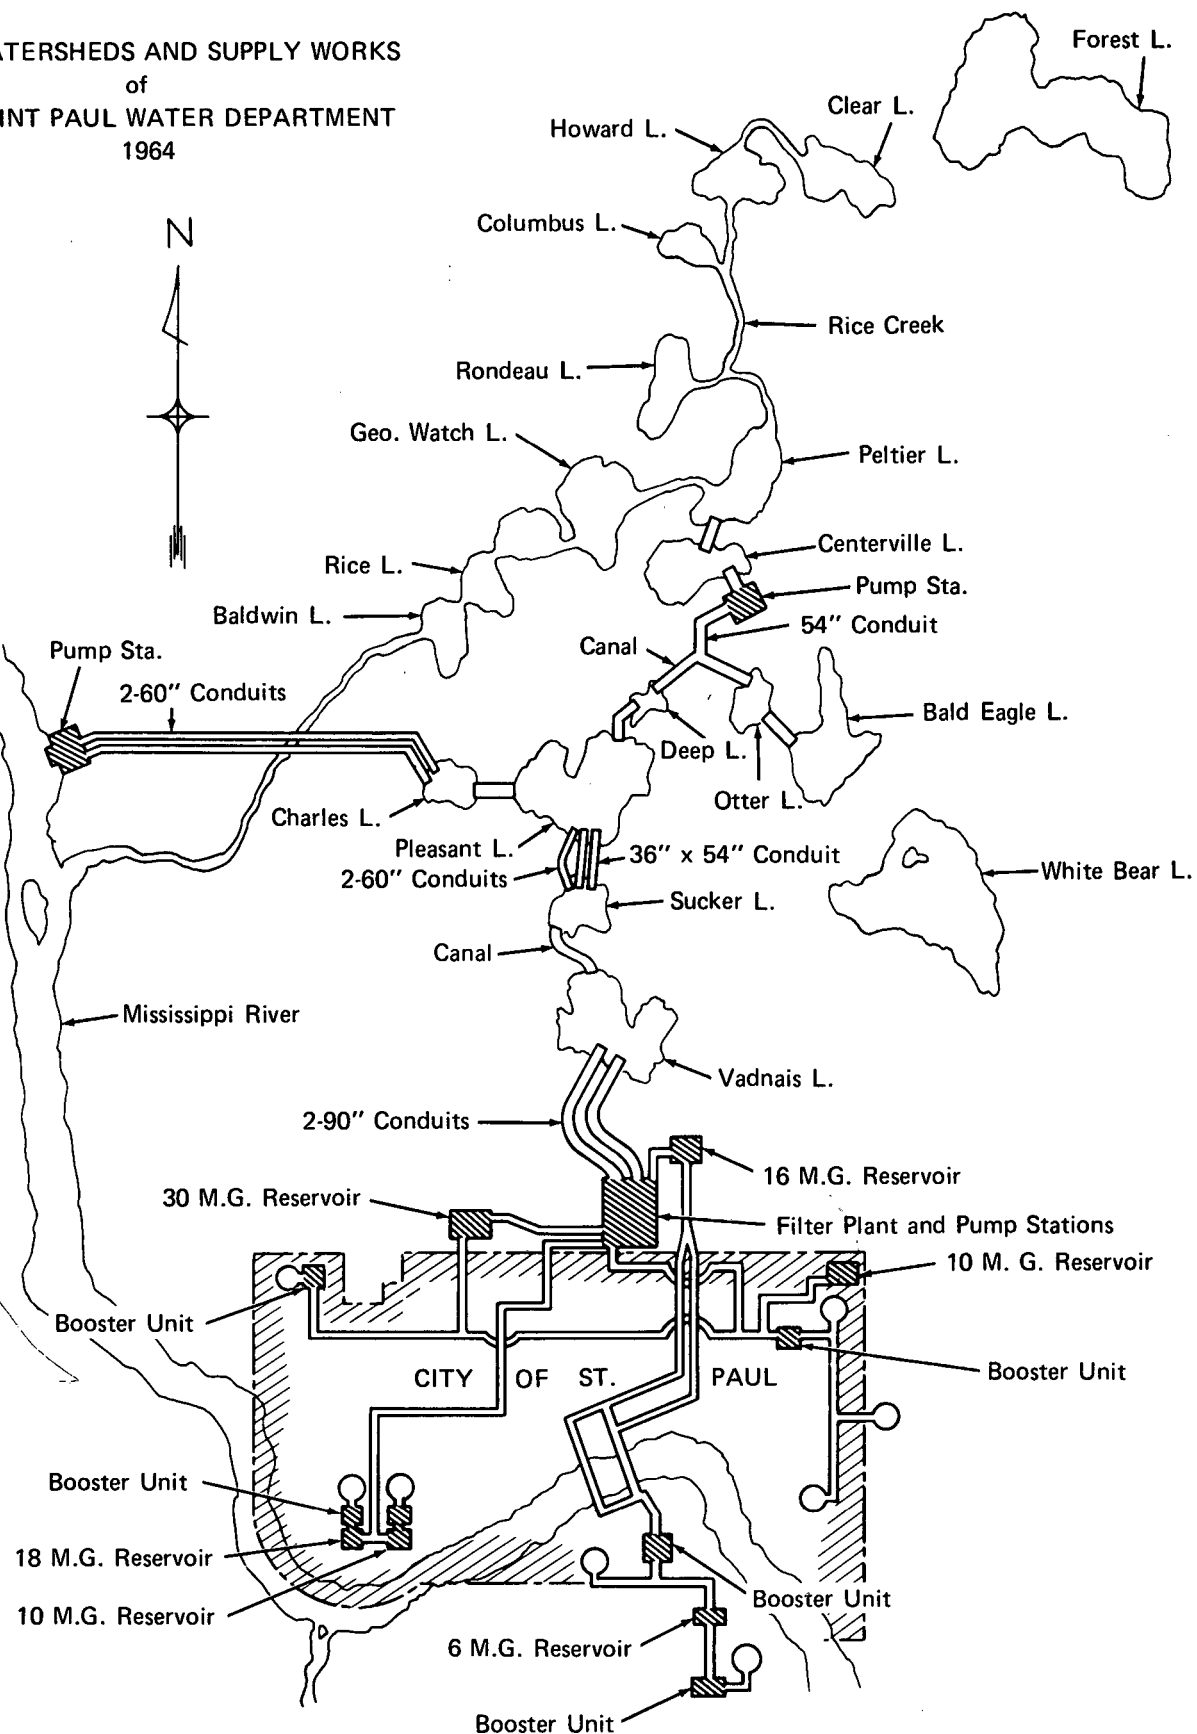 ATERSHEDS AND SUPPLY WORKS
of
INT PAUL WATER DEPARTMENT
1964
N
Forest L.
Clear L.
Howard L.
Columbus L.
Rice Creek
Rondeau L.
Geo. Watch L.
Peltier L.
Centerville L.
Rice L.
Pump Sta.
Baldwin L.
54" Conduit
Canal
Pump Sta.
2-60" Conduits
Bald Eagle L.
Deep L.
Otter L.
Charles L.
Pleasant L.
36" x 54" Conduit
2-60" Conduits
White Bear L.
Sucker L.
Canal
Mississippi River
Vadnais L.
2-90" Conduits
16 M.G. Reservoir
30 M.G. Reservoir
Filter Plant and Pump Stations
10 M. G. Reservoir
Booster Unit
Booster Unit
CITY OF ST. PAUL
Booster Unit
18 M.G. Reservoir
10 M.G. Reservoir
Booster Unit
6 M.G. Reservoir
Booster Unit